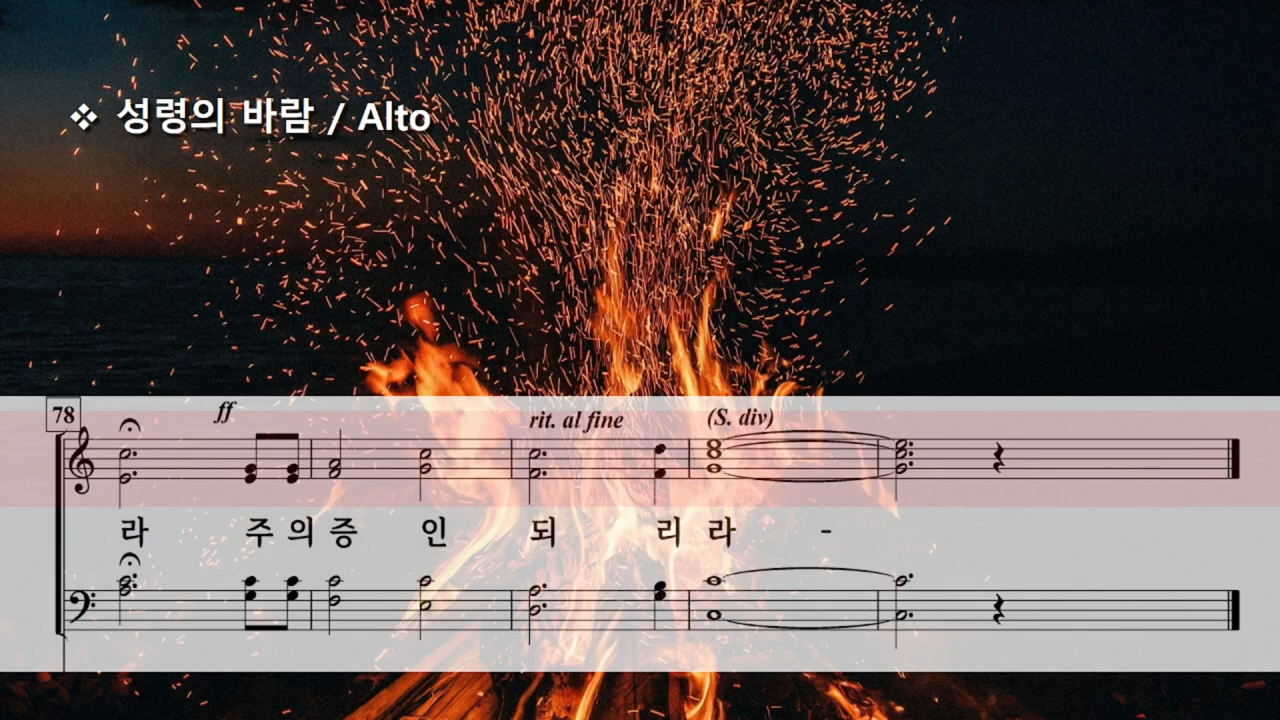 ❖ 성령의 바람 / Alto
78 ff rit. al fine (S. div)
라 주 의 증 인 되 리 라 -